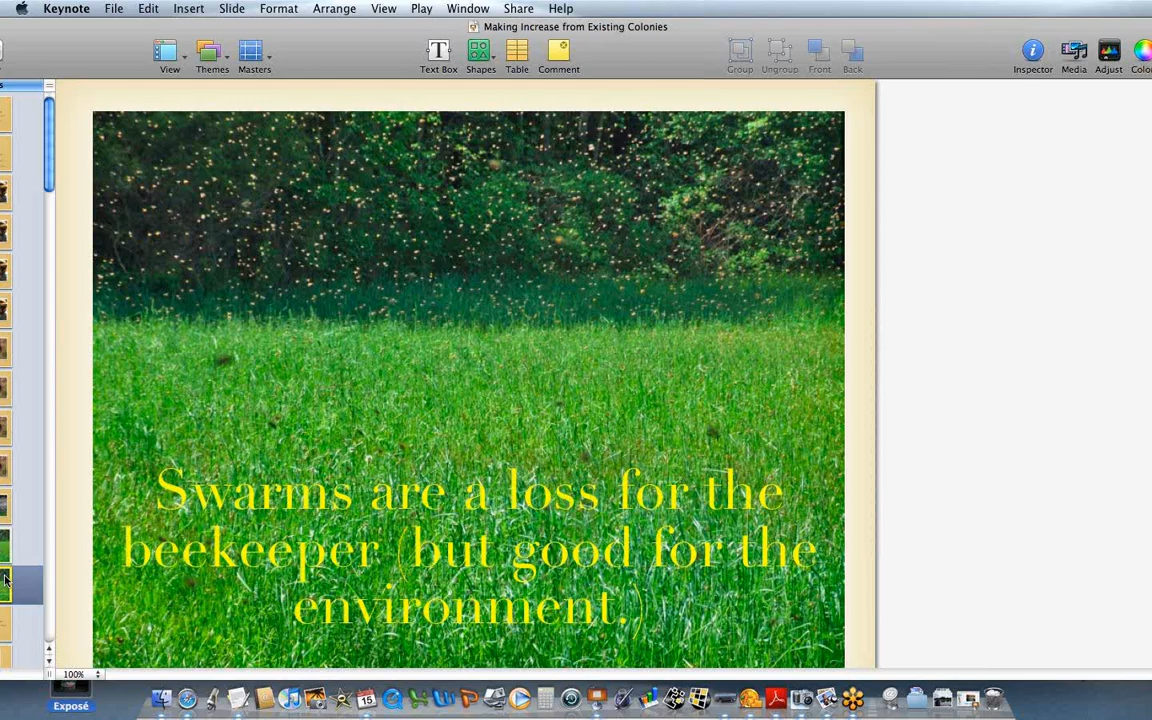 Keynote File Edit Insert Slide Format Arrange View Play Window Share Help
Making Increase from Existing Colonies
View Themes Masters Text Box Shapes Table Comment Group Ungroup Front Back Inspector Media Adjust Colo
s
Swarms are a loss for the
beekeeper (but good for the
environment.)
100%
15
Exposé